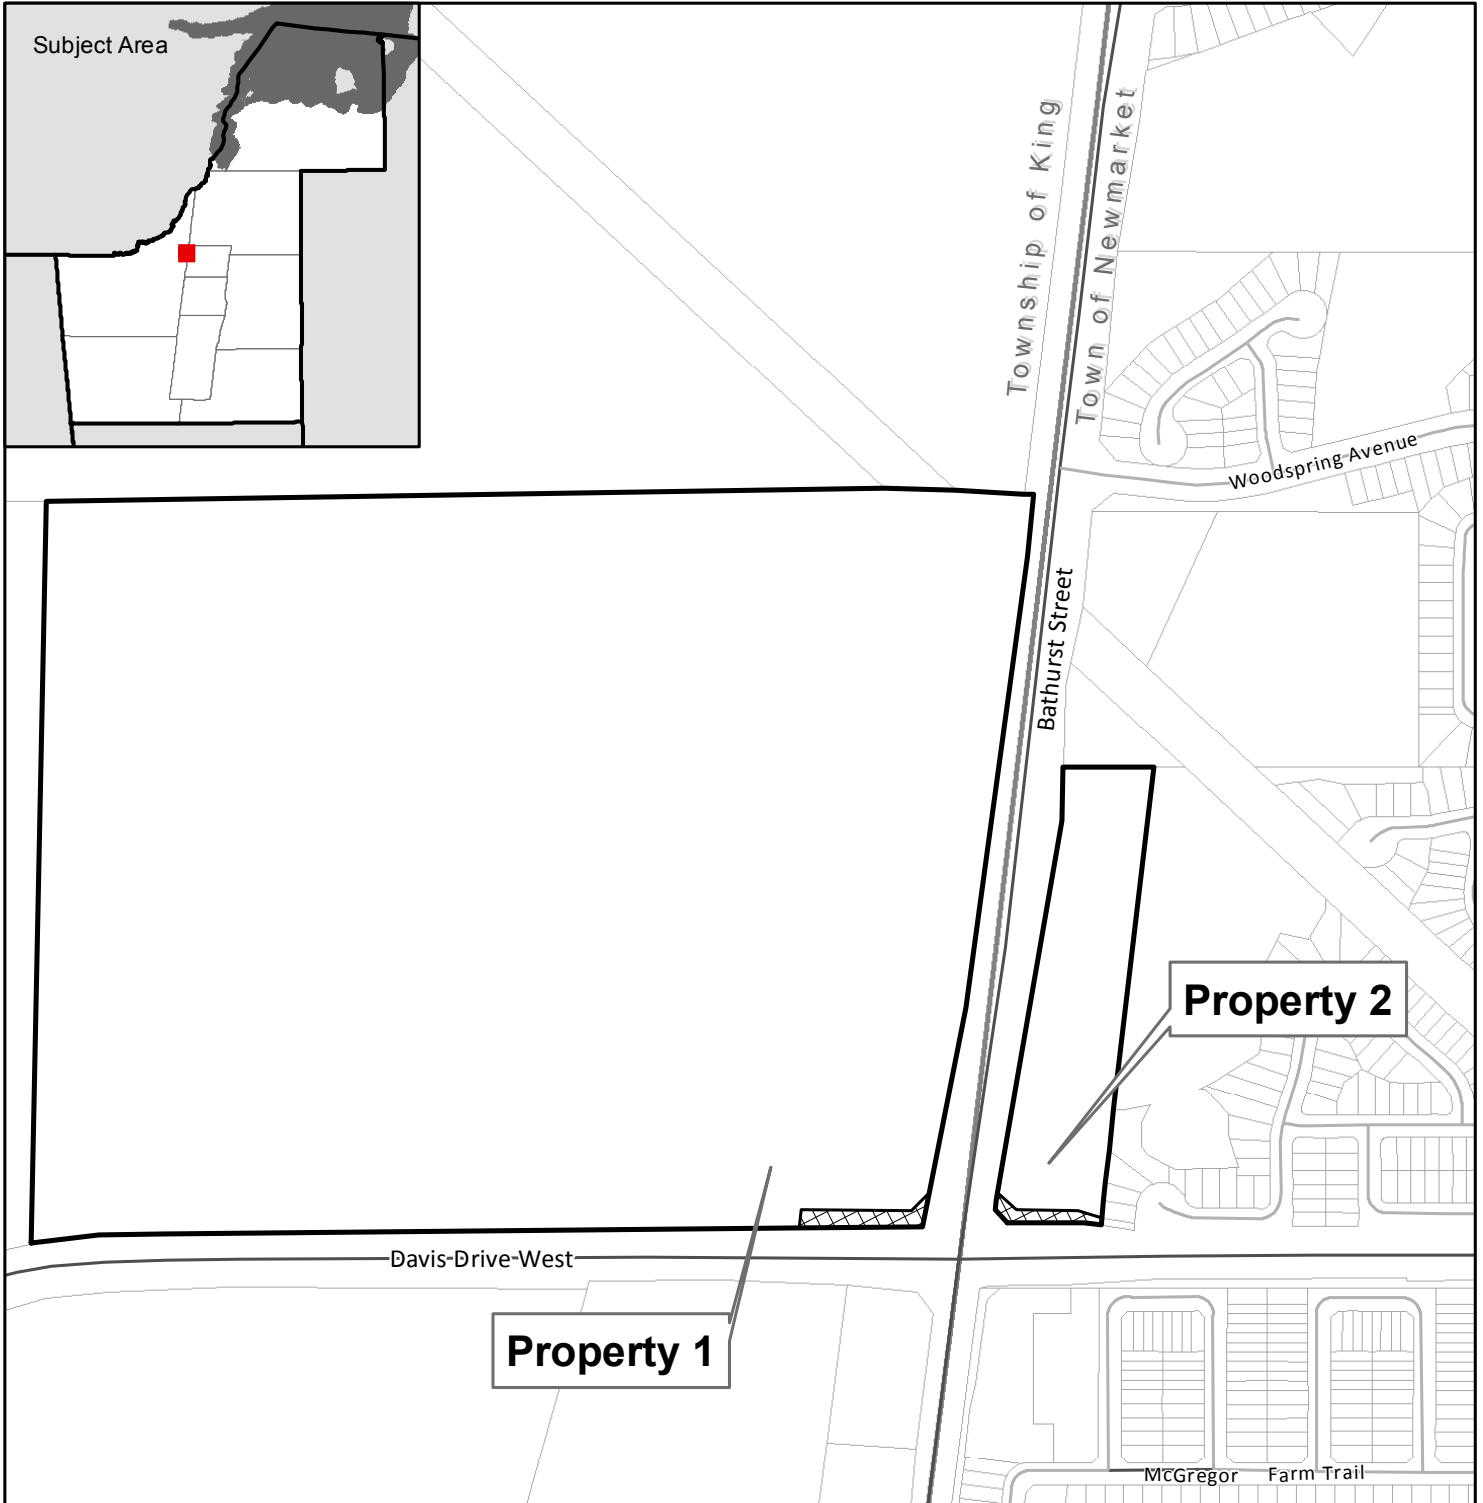 Subject Area
Township of King
Town of Newmarket
Woodspring Avenue
Bathurst Street
Property 2
Davis Drive West
Property 1
McGregor Farm Trail